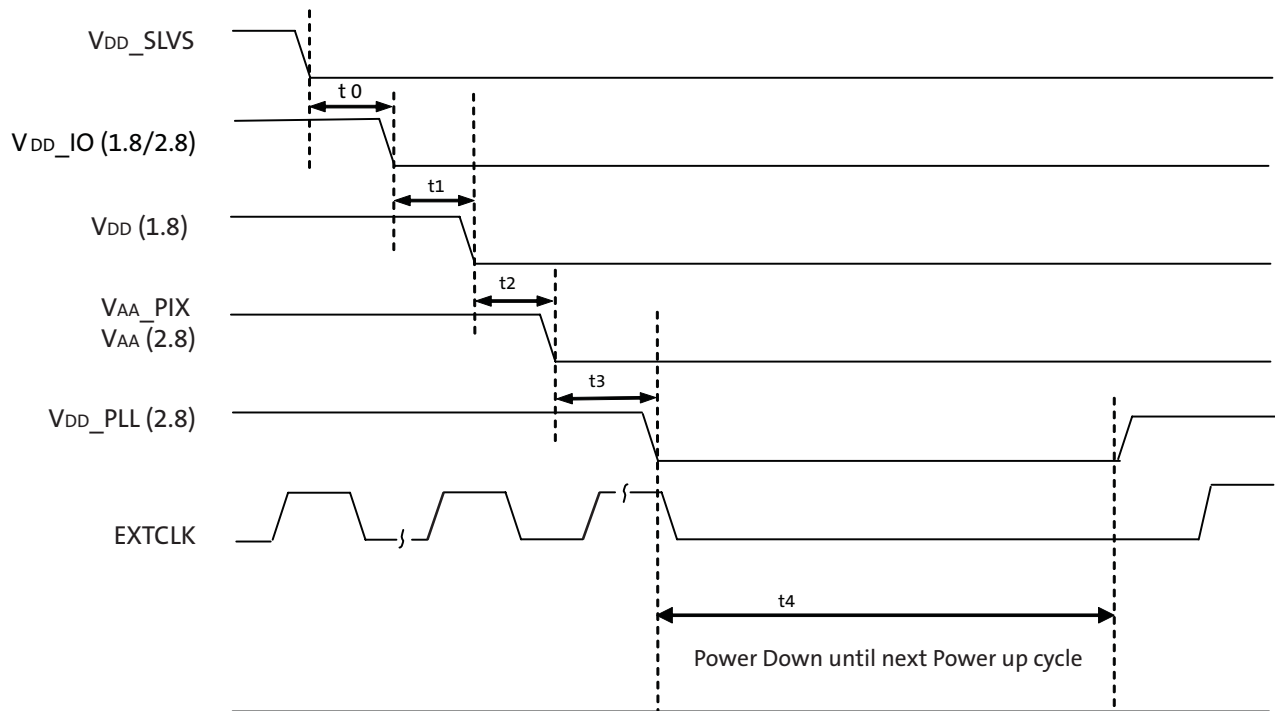 VDD_SLVS
t 0
VDD_IO (1.8/2.8)
t1
VDD (1.8)
t2
VAA_PIX
VAA (2.8)
t3
VDD_PLL (2.8)
EXTCLK
t4
Power Down until next Power up cycle